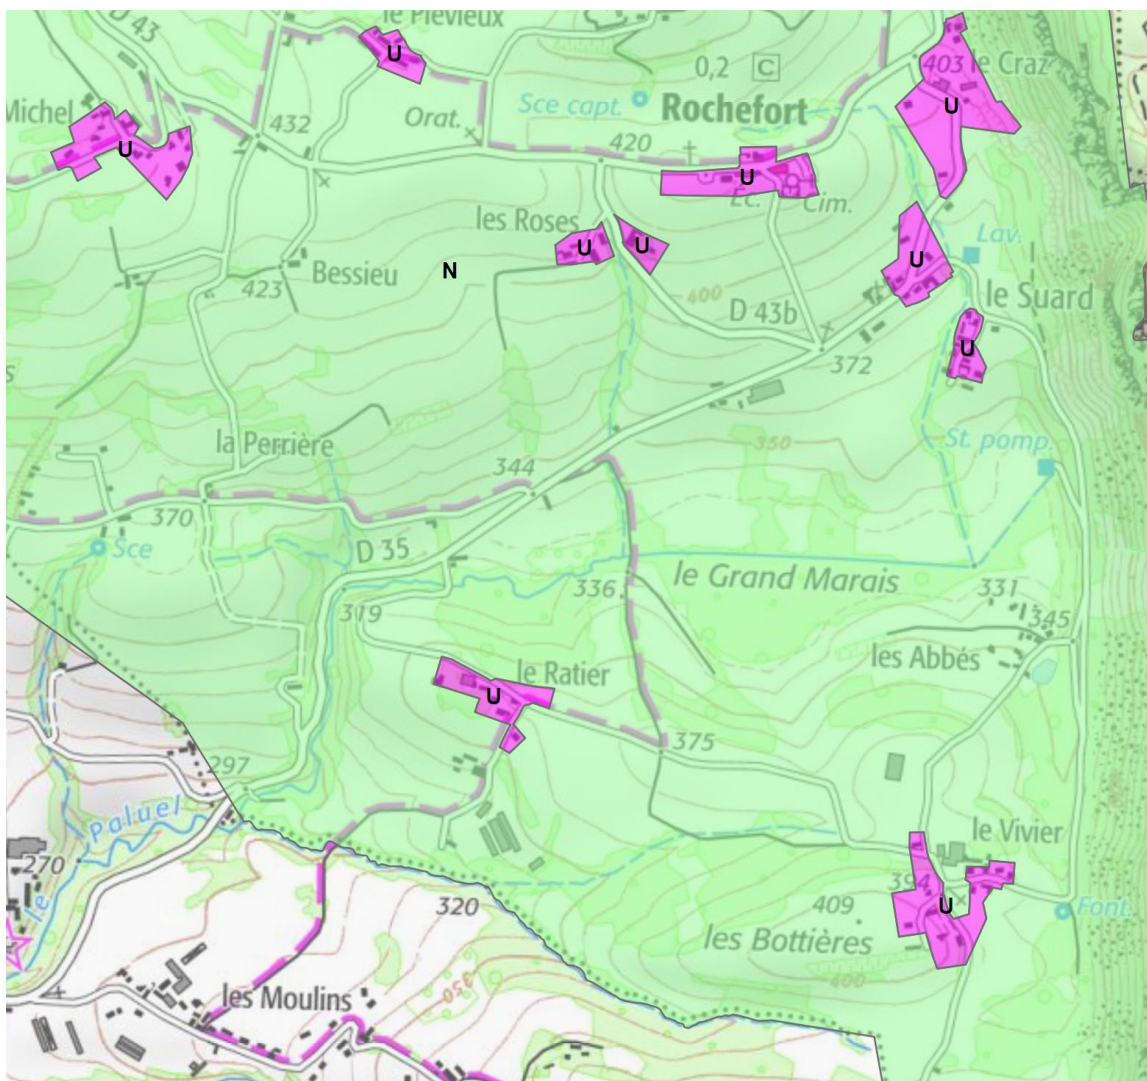 le Plévieux
D 43
U
403
le Craz
0,2 C
Sce capt.
Rochefort
U
Michel
432
Orat.
U
420
U
Ec.
Cim.
les Roses
U
U
U
Lav.
Bessieu
N
423
400
D 43b
le Suard
372
U
la Perrière
350
St. pomp.
344
370
D 35
Sce
le Grand Marais
336
331
319
345
les Abbés
le Ratier
U
375
297
Paluel
le
le Vivier
270
394
320
409
U
Font.
les Bottières
400
350
les Moulins